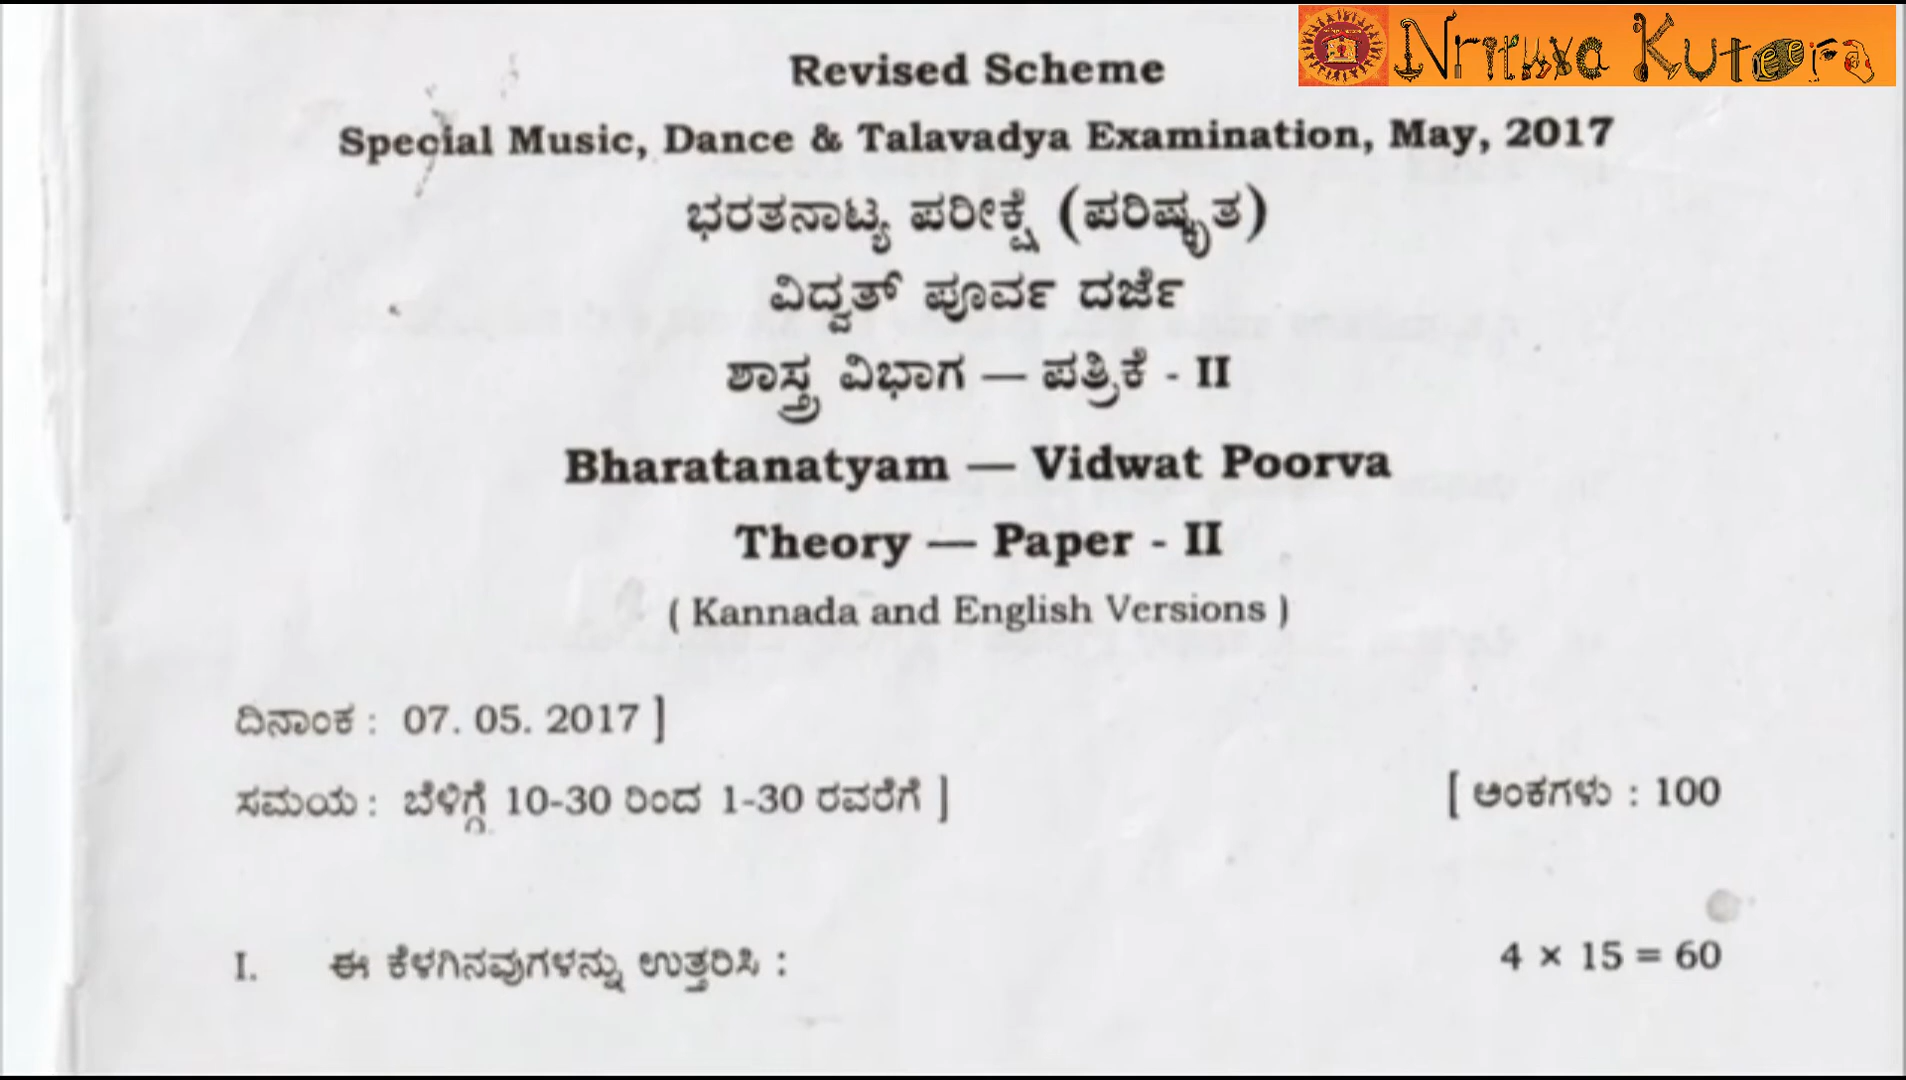 Nrithya Kuteera
Revised Scheme
Special Music, Dance & Talavadya Examination, May, 2017
ಭರತನಾಟ್ಯ ಪರೀಕ್ಷೆ (ಪರಿಷ್ಕೃತ)
ವಿದ್ವತ್ ಪೂರ್ವ ದರ್ಜೆ
ಶಾಸ್ತ್ರ ವಿಭಾಗ — ಪತ್ರಿಕೆ - II
Bharatanatyam — Vidwat Poorva
Theory — Paper - II
( Kannada and English Versions )
ದಿನಾಂಕ : 07. 05. 2017 ]
ಸಮಯ : ಬೆಳಿಗ್ಗೆ 10-30 ರಿಂದ 1-30 ರವರೆಗೆ ] [ ಅಂಕಗಳು : 100
I. ಈ ಕೆಳಗಿನವುಗಳನ್ನು ಉತ್ತರಿಸಿ : 4 × 15 = 60